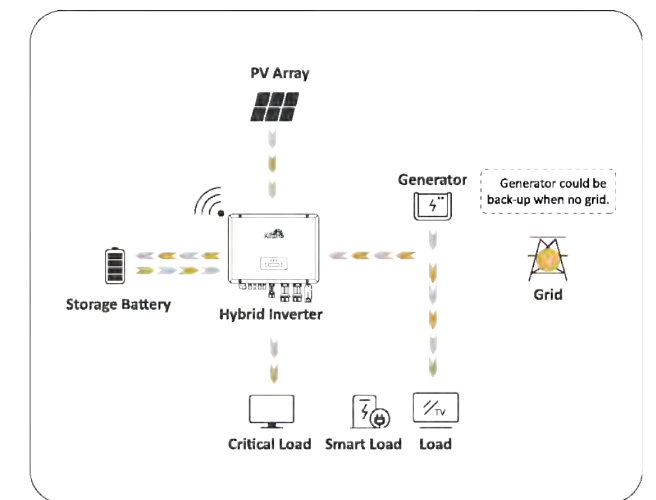 PV Array
Generator
Generator could be
back-up when no grid.
Storage Battery
Hybrid Inverter
Grid
TV
Critical Load
Smart Load
Load